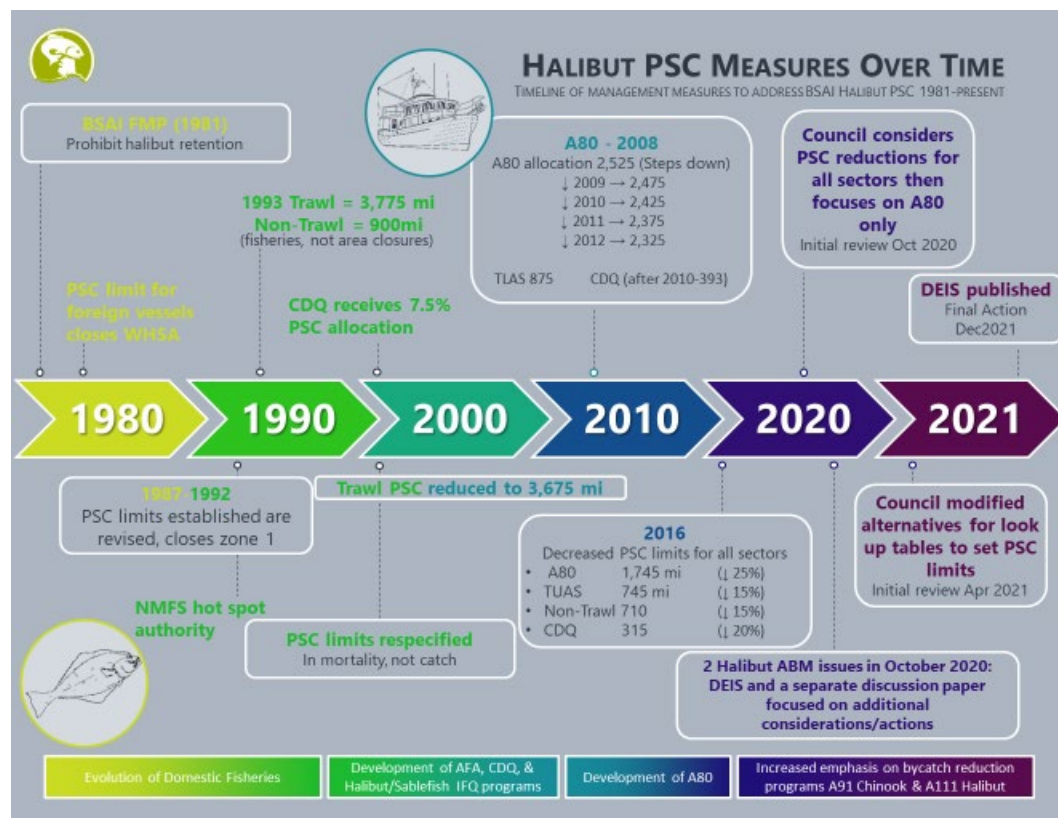 HALIBUT PSC MEASURES OVER TIME
TIMELINE OF MANAGEMENT MEASURES TO ADDRESS BSAI HALIBUT PSC 1981-PRESENT
BSAI FMP (1981)
Prohibit halibut retention
PSC limit for
foreign vessels
closes WHSA
1993 Trawl = 3,775 mi
Non-Trawl = 900mi
(fisheries, not area closures)
CDQ receives 7.5%
PSC allocation
A80 - 2008
A80 allocation 2,525 (Steps down)
↓ 2009 → 2,475
↓ 2010 → 2,425
↓ 2011 → 2,375
↓ 2012 → 2,325
TLAS 875 CDQ (after 2010-393)
Council considers
PSC reductions for
all sectors then
focuses on A80
only
Initial review Oct 2020
DEIS published
Final Action
Dec2021
1980 1990 2000 2010 2020 2021
1987-1992
PSC limits established are
revised, closes zone 1
NMFS hot spot
authority
Trawl PSC reduced to 3,675 mi
PSC limits respecified
In mortality, not catch
2016
Decreased PSC limits for all sectors
• A80 1,745 mi (↓ 25%)
• TUAS 745 mi (↓ 15%)
• Non-Trawl 710 (↓ 15%)
• CDQ 315 (↓ 20%)
2 Halibut ABM issues in October 2020:
DEIS and a separate discussion paper
focused on additional
considerations/actions
Council modified
alternatives for look
up tables to set PSC
limits
Initial review Apr 2021
Evolution of Domestic Fisheries
Development of AFA, CDQ, &
Halibut/Sablefish IFQ programs
Development of A80
Increased emphasis on bycatch reduction
programs A91 Chinook & A111 Halibut